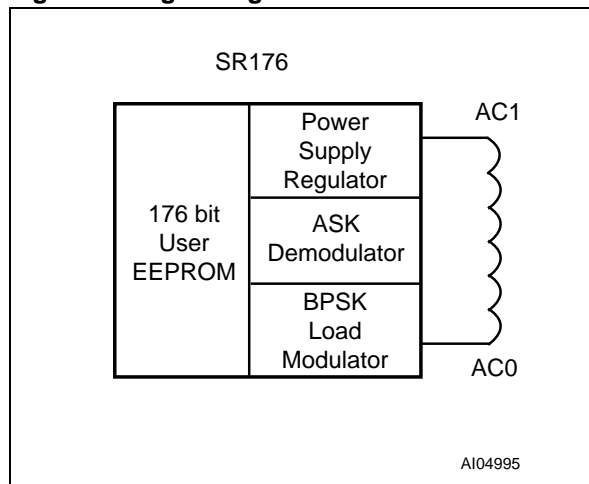 SR176
176 bit
User
EEPROM
Power
Supply
Regulator
ASK
Demodulator
BPSK
Load
Modulator
AC1
AC0
AI04995